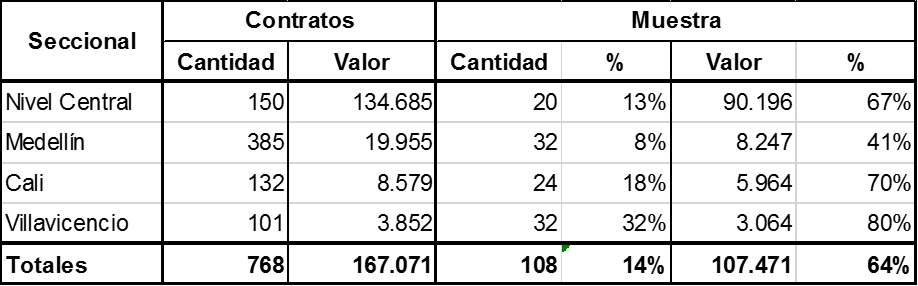 Seccional Contratos Muestra
Cantidad Valor Cantidad % Valor %
Nivel Central 150 134.685 20 13% 90.196 67%
Medellín 385 19.955 32 8% 8.247 41%
Cali 132 8.579 24 18% 5.964 70%
Villavicencio 101 3.852 32 32% 3.064 80%
Totales 768 167.071 108 14% 107.471 64%